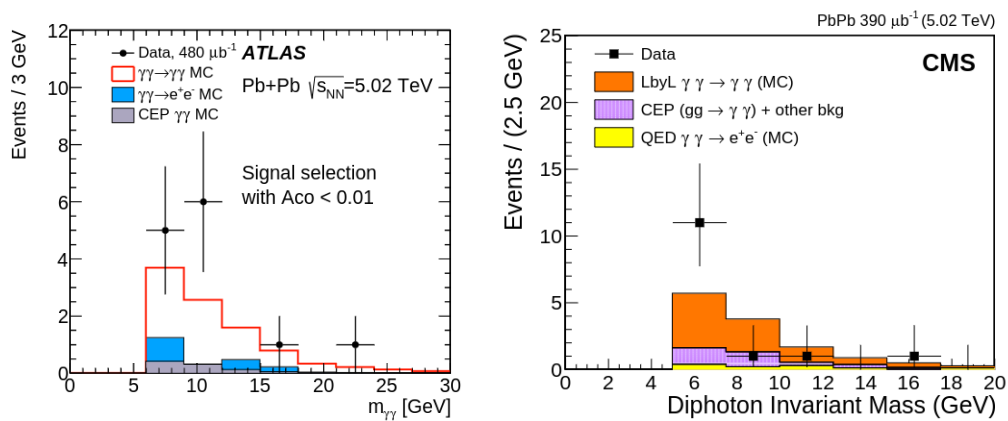 12
10
8
6
4
2
0
Events / 3 GeV
Data, 480 μb⁻¹
ATLAS
γγ→γγ MC
γγ→e⁺e⁻ MC
CEP γγ MC
Pb+Pb √s_NN=5.02 TeV
Signal selection
with Aco < 0.01
0 5 10 15 20 25 30
m_γγ [GeV]
PbPb 390 μb⁻¹ (5.02 TeV)
25
20
15
10
5
0
Events / (2.5 GeV)
Data
CMS
LbyL γ γ → γ γ (MC)
CEP (gg → γ γ) + other bkg
QED γ γ → e⁺e⁻ (MC)
0 2 4 6 8 10 12 14 16 18 20
Diphoton Invariant Mass (GeV)